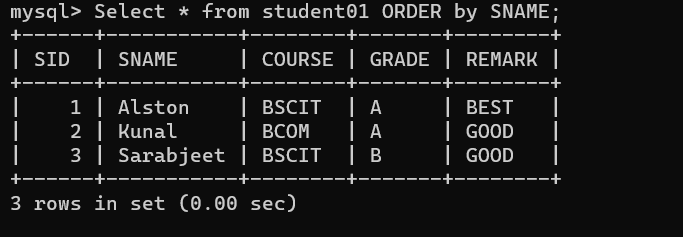 mysql> Select * from student01 ORDER by SNAME;
+------+-----------+--------+-------+--------+
| SID  | SNAME     | COURSE | GRADE | REMARK |
+------+-----------+--------+-------+--------+
|    1 | Alston    | BSCIT  | A     | BEST   |
|    2 | Kunal     | BCOM   | A     | GOOD   |
|    3 | Sarabjeet | BSCIT  | B     | GOOD   |
+------+-----------+--------+-------+--------+
3 rows in set (0.00 sec)